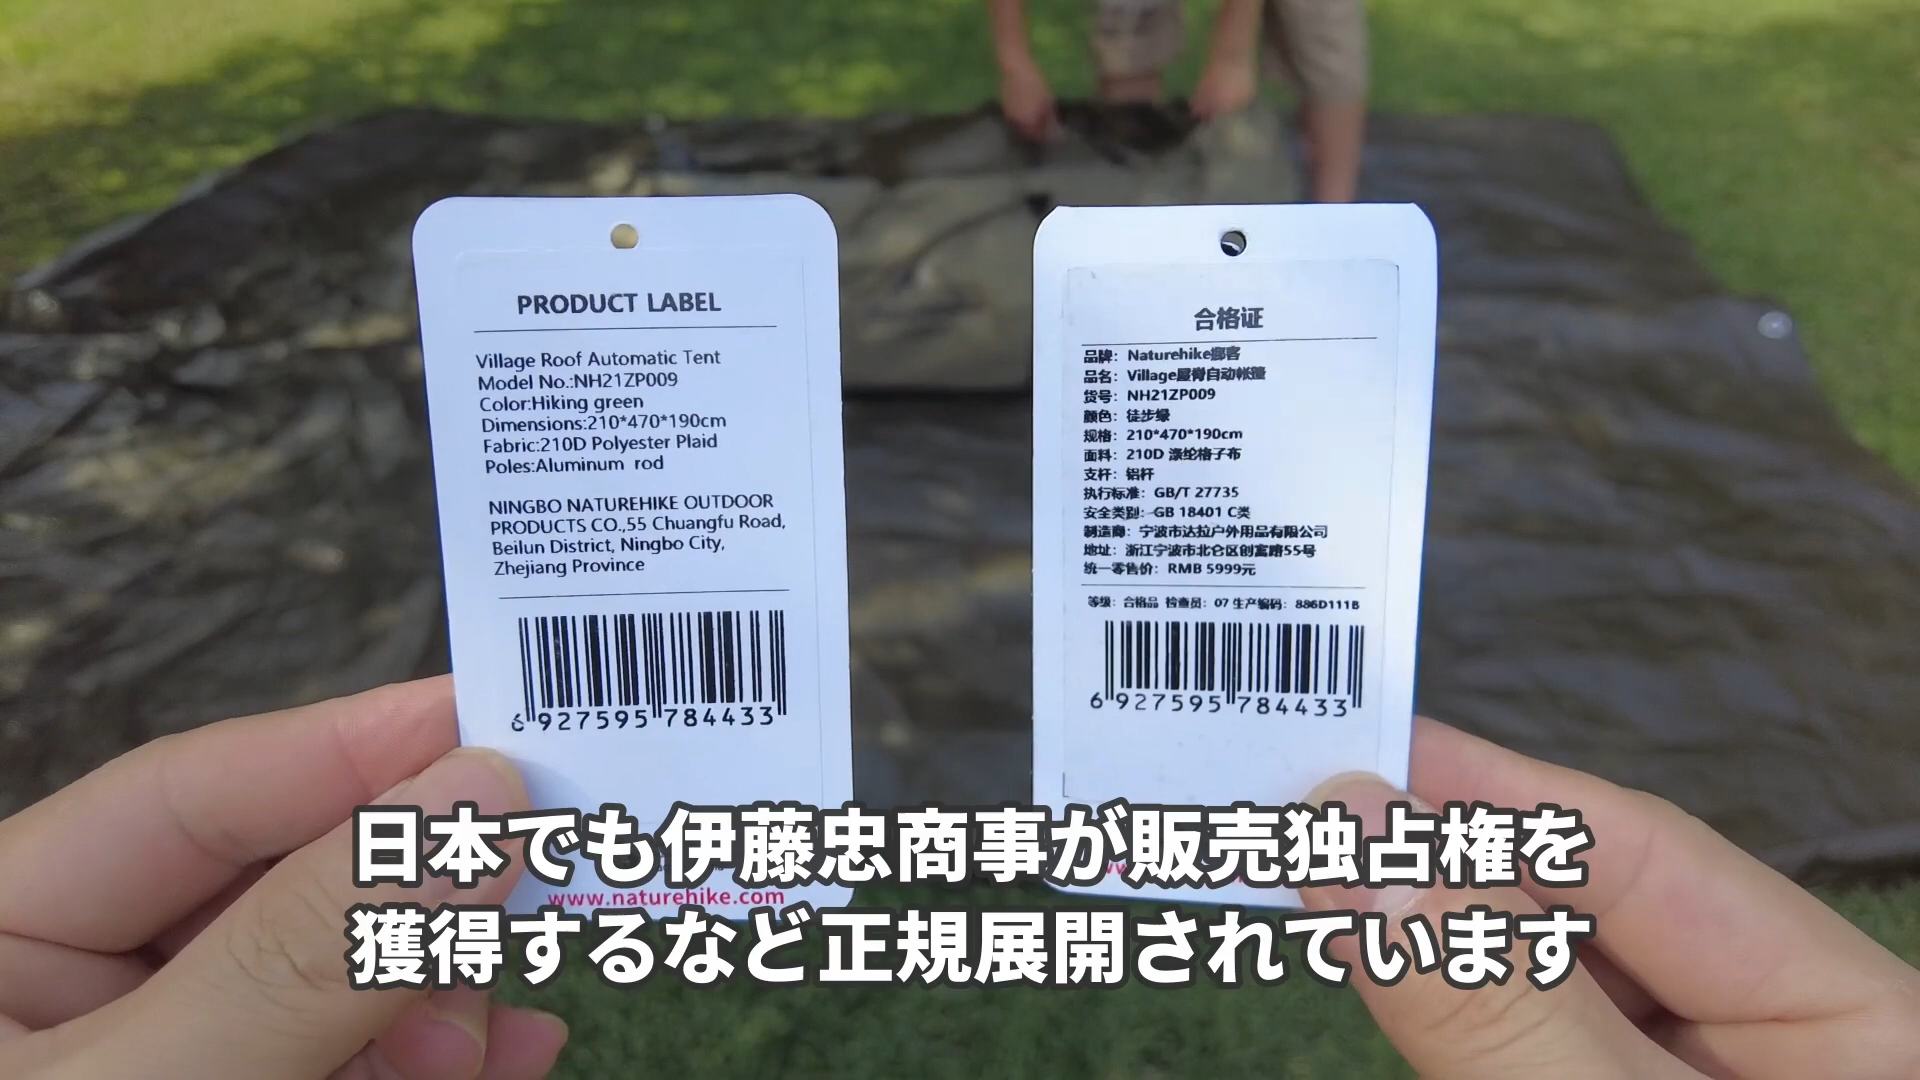 PRODUCT LABEL
Village Roof Automatic Tent
Model No.:NH21ZP009
Color:Hiking green
Dimensions:210*470*190cm
Fabric:210D Polyester Plaid
Poles:Aluminum rod
NINGBO NATUREHIKE OUTDOOR
PRODUCTS CO.,55 Chuangfu Road,
Beilun District, Ningbo City,
Zhejiang Province
6 927595 784433
www.naturehike.com
合格证
品牌：Naturehike挪客
品名：Village屋脊自动帐篷
货号：NH21ZP009
颜色：徒步绿
规格：210*470*190cm
面料：210D 涤纶格子布
支杆：铝杆
执行标准：GB/T 27735
安全类别：GB 18401 C类
制造商：宁波市达拉户外用品有限公司
地址：浙江宁波市北仑区创富路55号
统一零售价：RMB 5999元
等级：合格品 检查员：07 生产编码：886D111B
6 927595 784433
日本でも伊藤忠商事が販売独占権を
獲得するなど正規展開されています